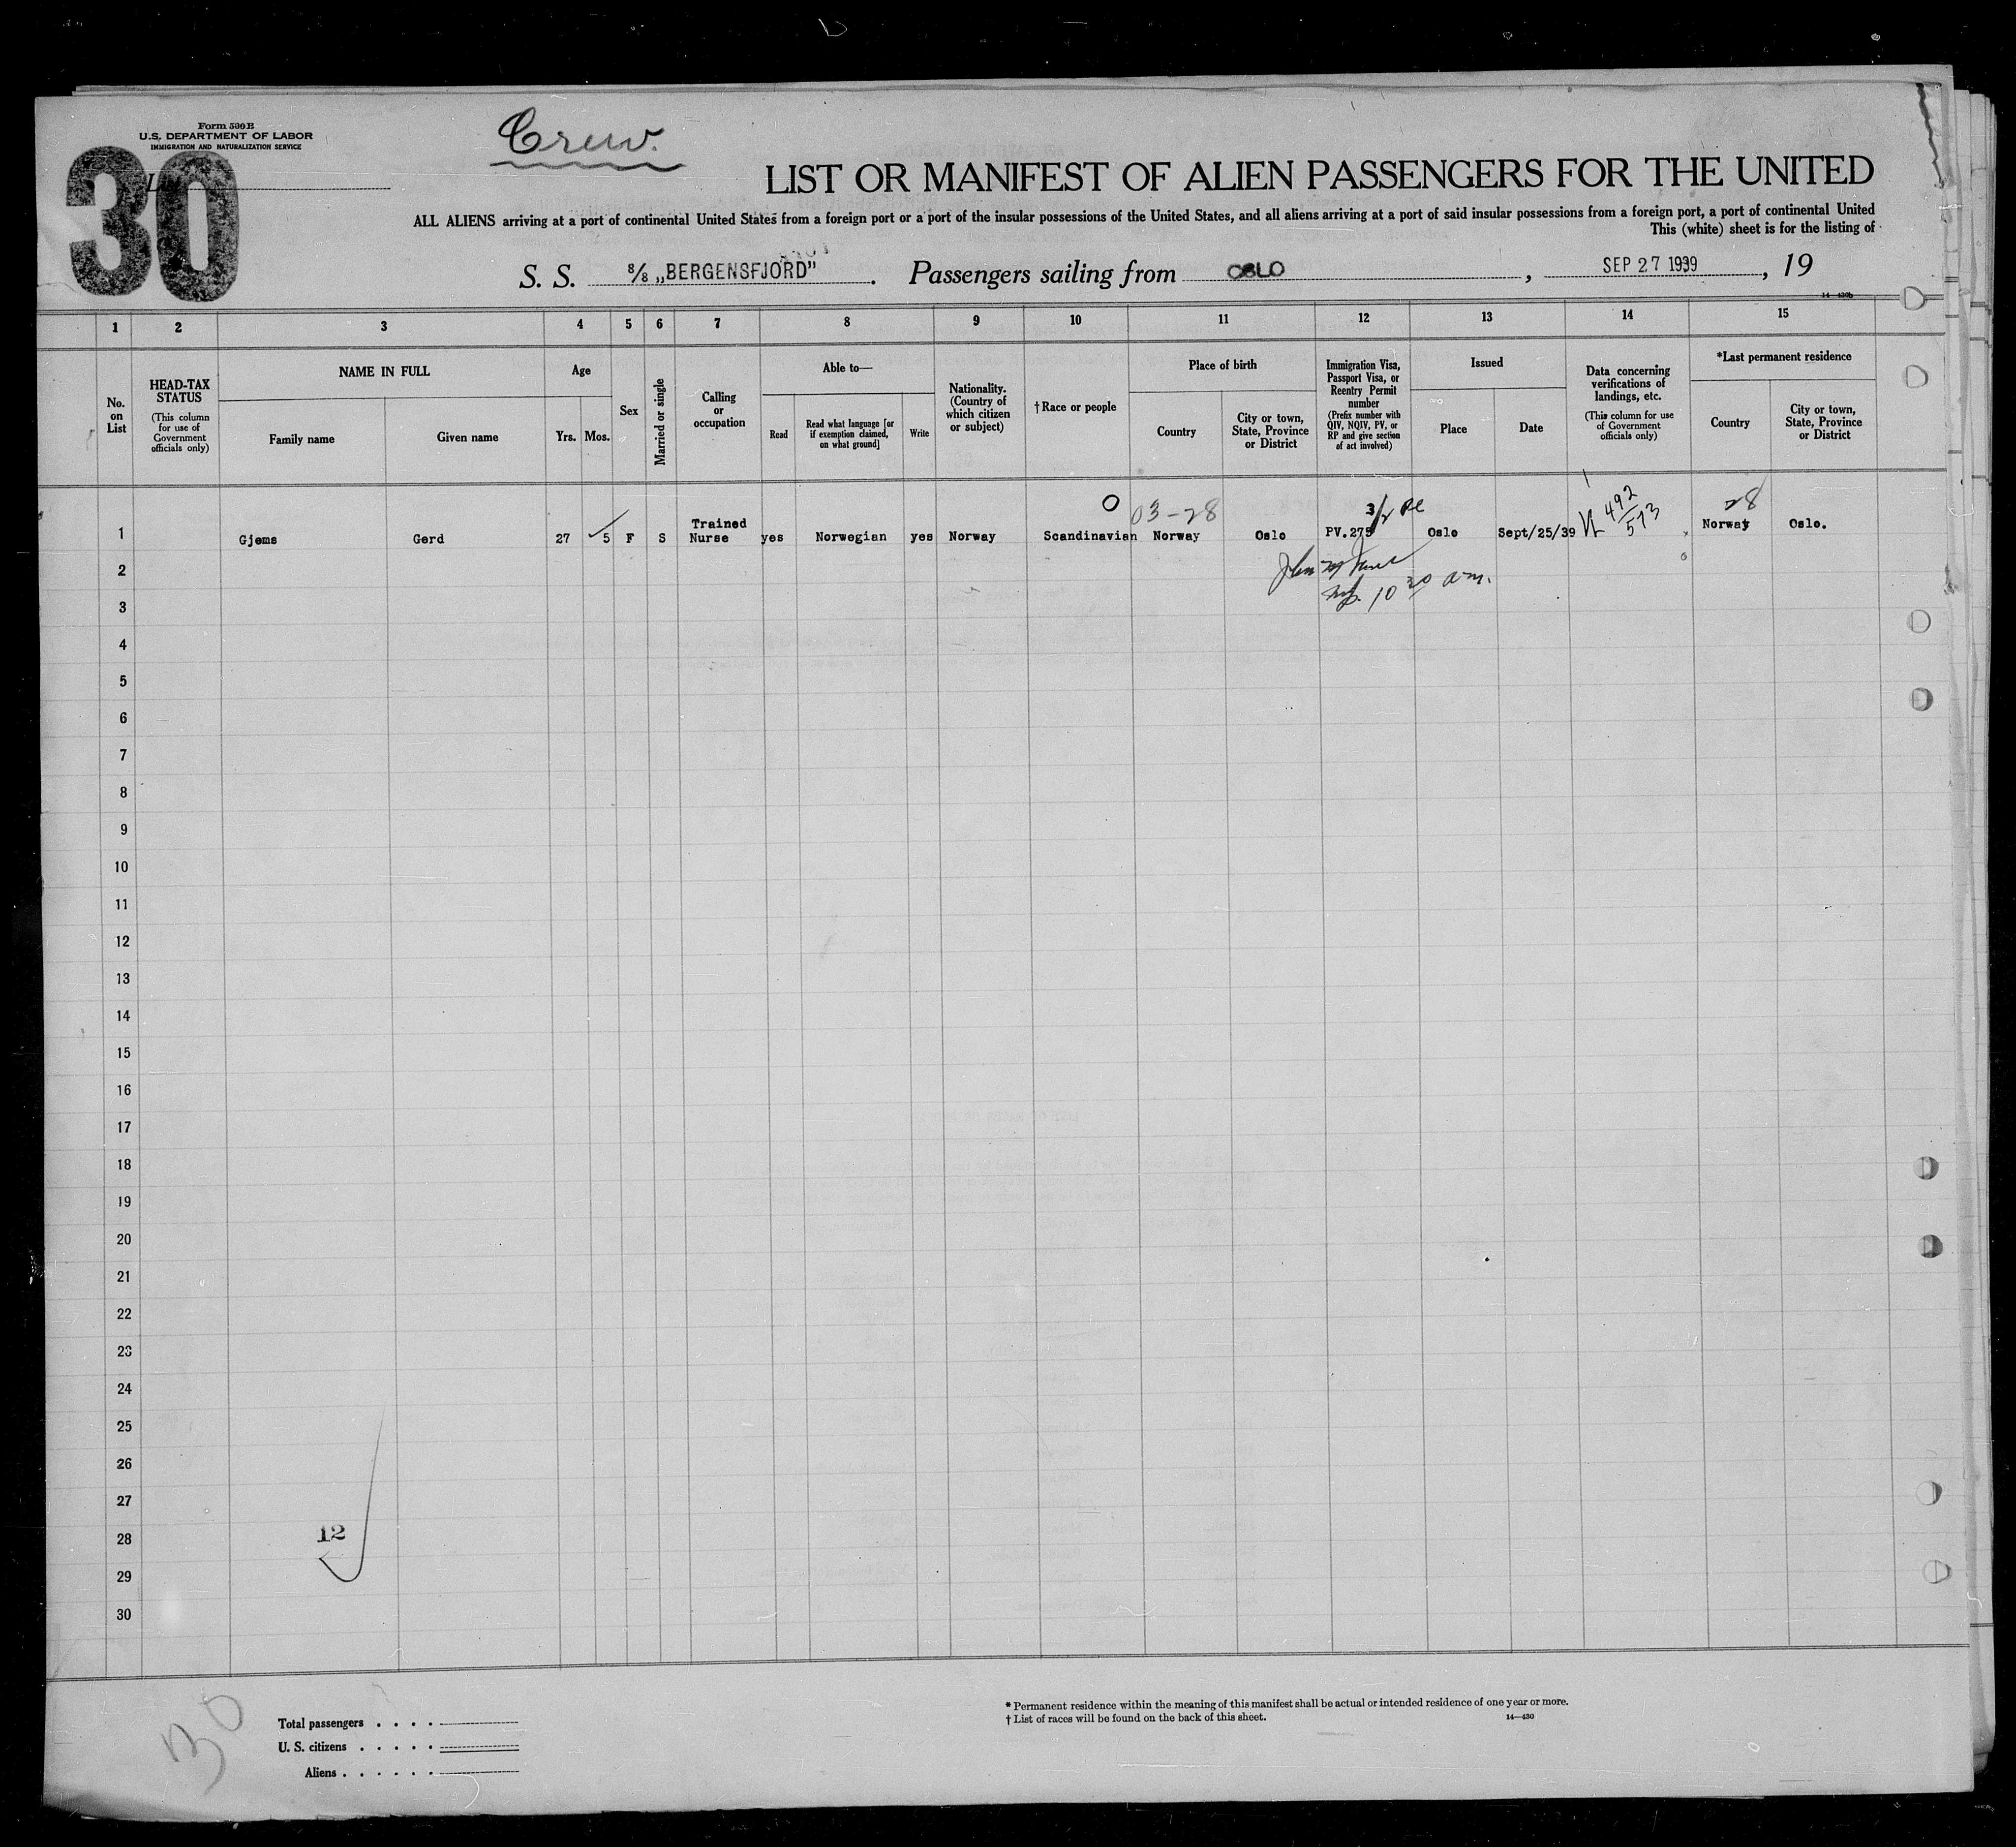 Form 500 B
U.S. DEPARTMENT OF LABOR
IMMIGRATION AND NATURALIZATION SERVICE
Crew.
30
LIST OR MANIFEST OF ALIEN PASSENGERS FOR THE UNITED
ALL ALIENS arriving at a port of continental United States from a foreign port or a port of the insular possessions of the United States, and all aliens arriving at a port of said insular possessions from a foreign port, a port of continental United
This (white) sheet is for the listing of
S. S. S/S „BERGENSFJORD". Passengers sailing from OSLO, SEP 27 1939, 19
1 2 3 4 5 6 7 8 9 10 11 12 13 14 15
No. on List
HEAD-TAX STATUS
(This column for use of Government officials only)
NAME IN FULL
Family name
Given name
Age
Yrs. Mos.
Sex
Married or single
Calling or occupation
Able to—
Read
Read what language [or if exemption claimed, on what ground]
Write
Nationality. (Country of which citizen or subject)
† Race or people
Place of birth
Country
City or town, State, Province or District
Immigration Visa, Passport Visa, or Reentry Permit number
(Prefix number with QIV, NQIV, PV, or RP and give section of act involved)
Issued
Place
Date
Data concerning verifications of landings, etc.
(This column for use of Government officials only)
*Last permanent residence
Country
City or town, State, Province or District
0 03-28 3/2 28
492
573
1 Gjems Gerd 27 5 F S Trained Nurse yes Norwegian yes Norway Scandinavian Norway Oslo PV.275 Oslo Sept/25/39 Norway Oslo.
10 30 a.m.
2
3
4
5
6
7
8
9
10
11
12
13
14
15
16
17
18
19
20
21
22
23
24
25
26
27
28
29
30
12
30
Total passengers . . . .
U. S. citizens . . . . .
Aliens . . . . . .
* Permanent residence within the meaning of this manifest shall be actual or intended residence of one year or more.
† List of races will be found on the back of this sheet.
14—430